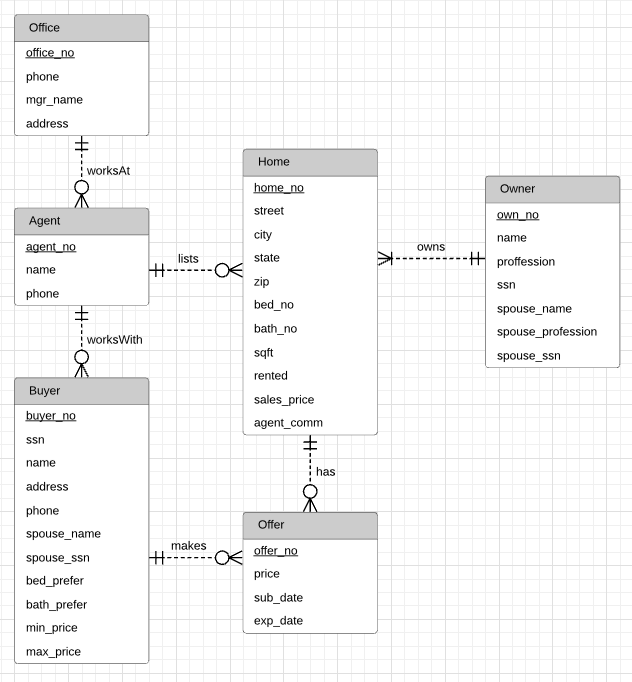 Office
office_no
phone
mgr_name
address
worksAt
Agent
agent_no
name
phone
lists
worksWith
Buyer
buyer_no
ssn
name
address
phone
spouse_name
spouse_ssn
bed_prefer
bath_prefer
min_price
max_price
makes
Home
home_no
street
city
state
zip
bed_no
bath_no
sqft
rented
sales_price
agent_comm
has
Offer
offer_no
price
sub_date
exp_date
owns
Owner
own_no
name
proffession
ssn
spouse_name
spouse_profession
spouse_ssn